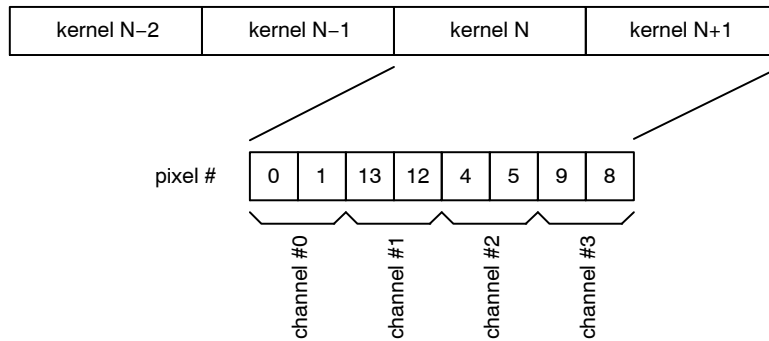 kernel N−2 kernel N−1 kernel N kernel N+1
pixel # 0 1 13 12 4 5 9 8
channel #0 channel #1 channel #2 channel #3